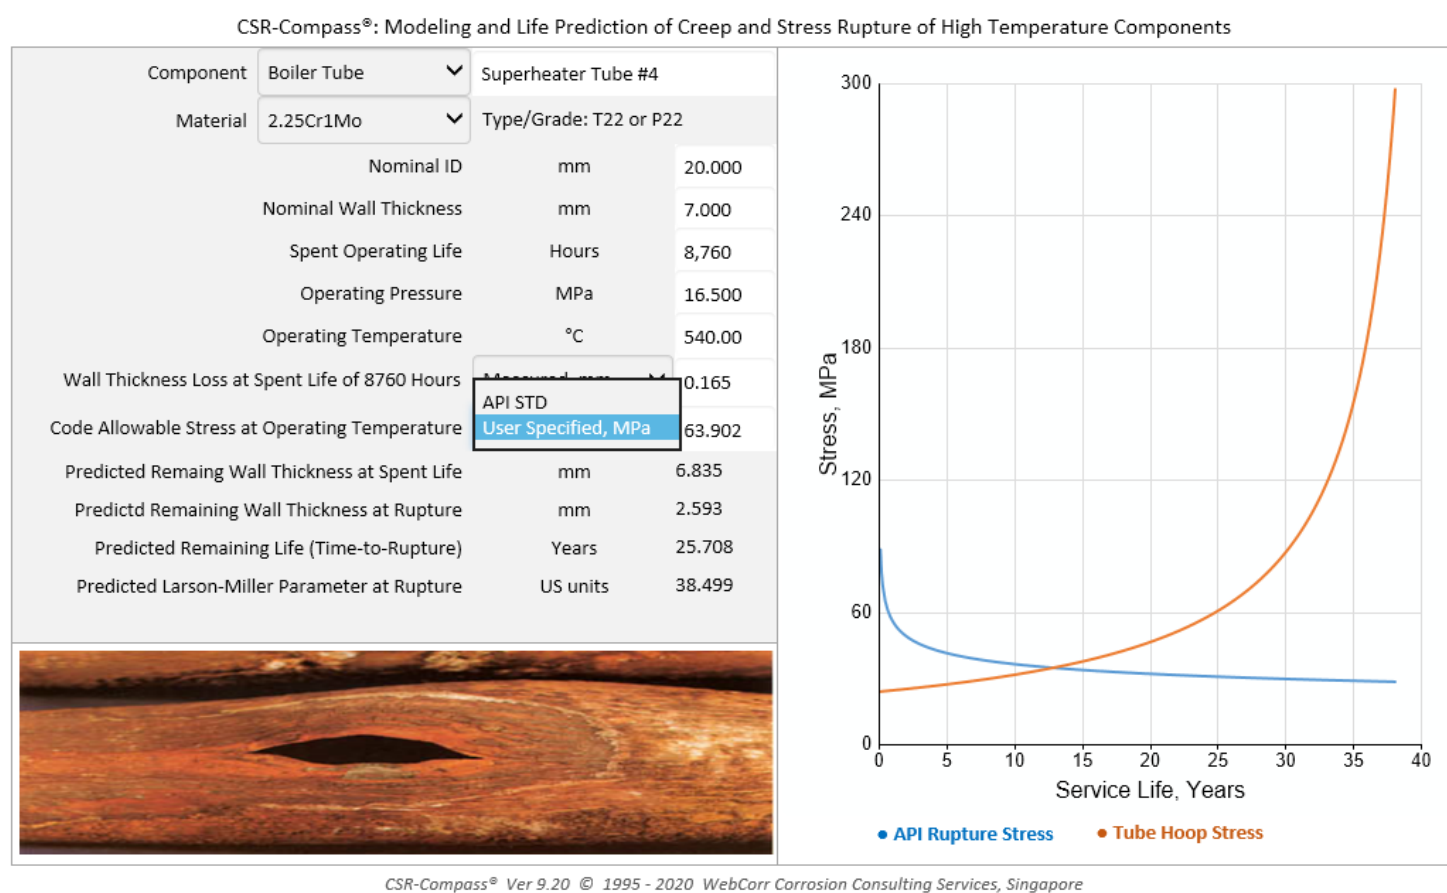 CSR-Compass®: Modeling and Life Prediction of Creep and Stress Rupture of High Temperature Components
Component Boiler Tube Superheater Tube #4
Material 2.25Cr1Mo Type/Grade: T22 or P22
Nominal ID mm 20.000
Nominal Wall Thickness mm 7.000
Spent Operating Life Hours 8,760
Operating Pressure MPa 16.500
Operating Temperature °C 540.00
Wall Thickness Loss at Spent Life of 8760 Hours 0.165
API STD
Code Allowable Stress at Operating Temperature User Specified, MPa 63.902
Predicted Remaing Wall Thickness at Spent Life mm 6.835
Predictd Remaining Wall Thickness at Rupture mm 2.593
Predicted Remaining Life (Time-to-Rupture) Years 25.708
Predicted Larson-Miller Parameter at Rupture US units 38.499
300
240
180
120
60
0
Stress, MPa
0 5 10 15 20 25 30 35 40
Service Life, Years
API Rupture Stress Tube Hoop Stress
CSR-Compass® Ver 9.20 © 1995 - 2020 WebCorr Corrosion Consulting Services, Singapore